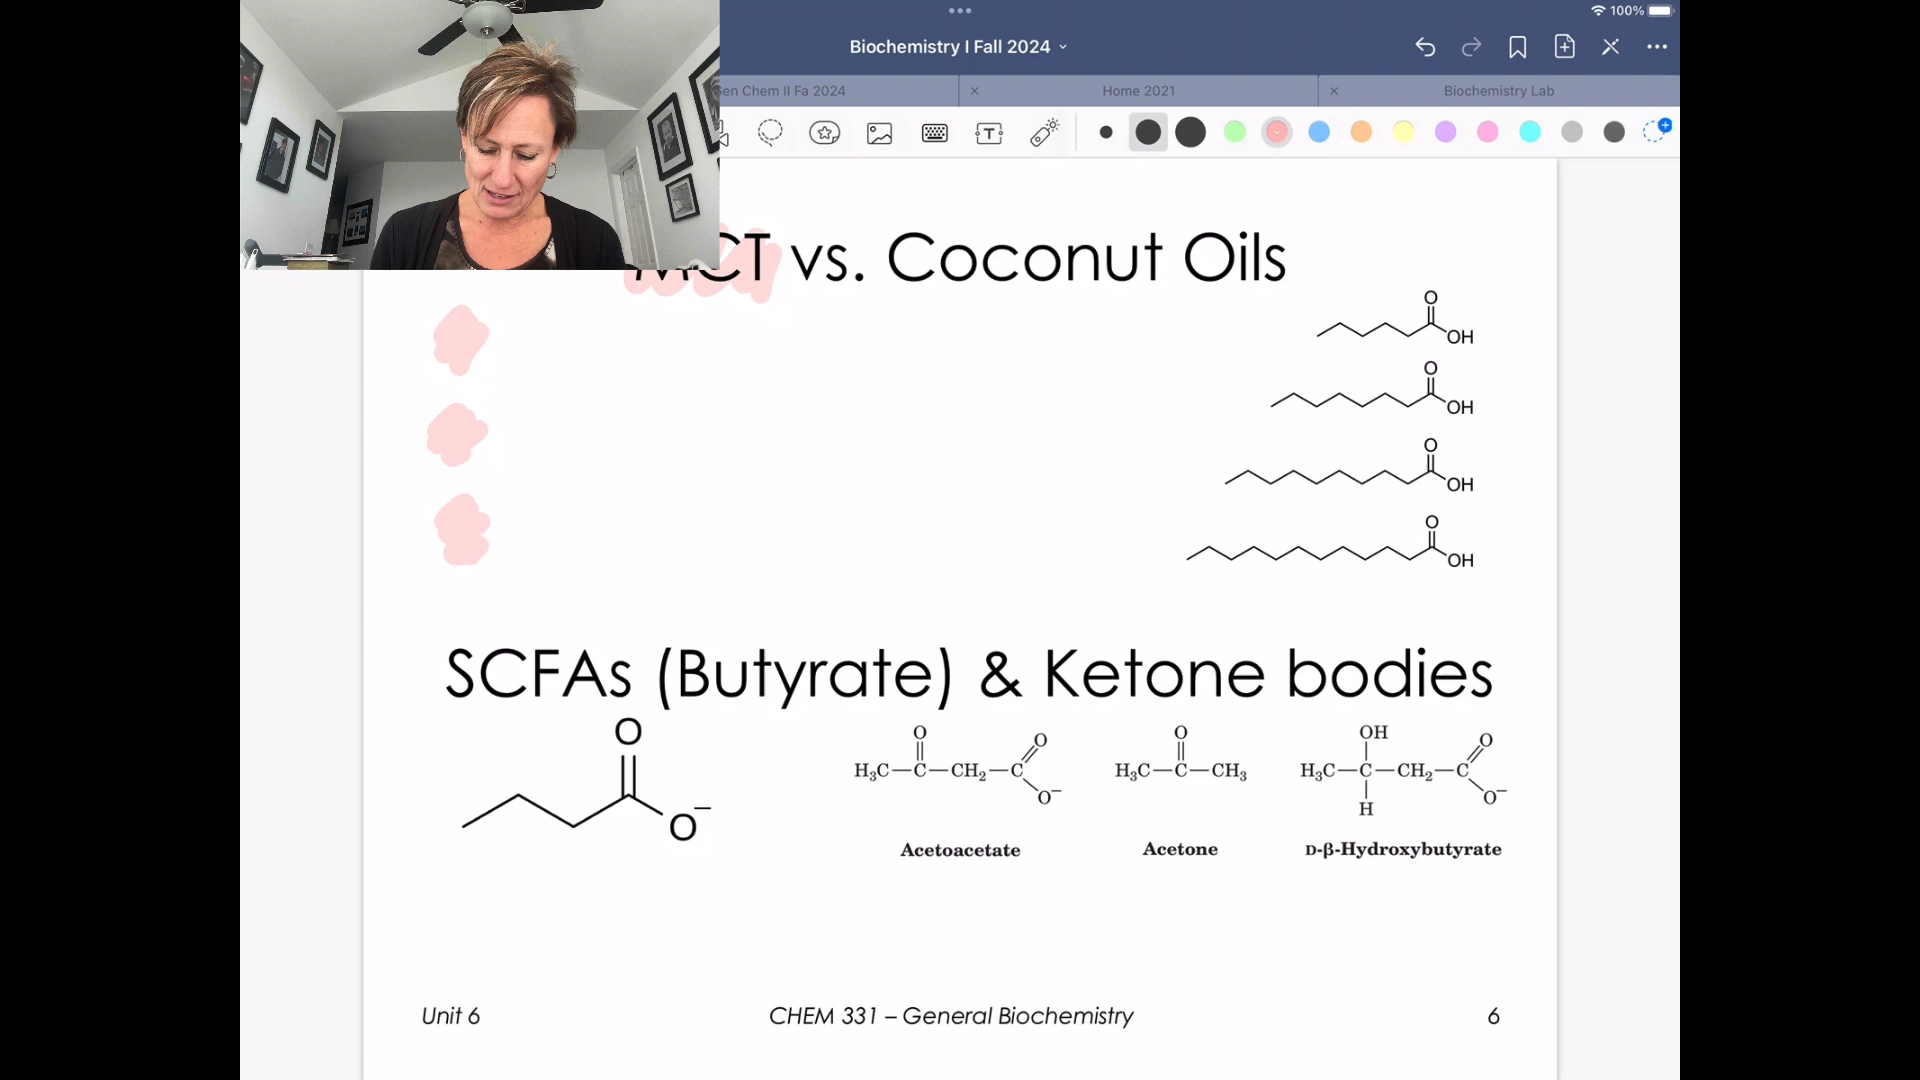 100%
Biochemistry I Fall 2024
en Chem II Fa 2024
Home 2021
Biochemistry Lab
T
MCT vs. Coconut Oils
O
OH
O
OH
O
OH
O
OH
SCFAs (Butyrate) & Ketone bodies
O
O⁻
O
H₃C—C—CH₂—C
O
O⁻
Acetoacetate
O
H₃C—C—CH₃
Acetone
OH
H₃C—C—CH₂—C
O
O⁻
H
D-β-Hydroxybutyrate
Unit 6
CHEM 331 – General Biochemistry
6